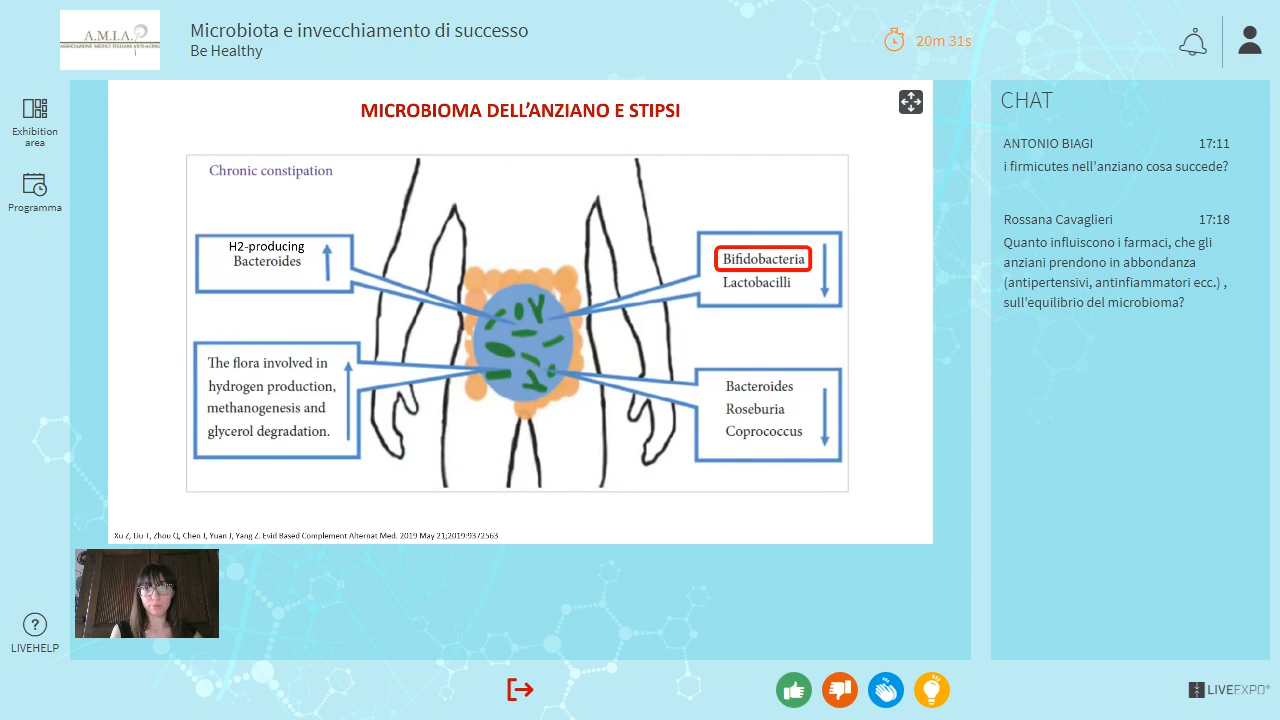 A.M.I.A.
ASSOCIAZIONE MEDICI ITALIANI ANTI-AGING
Microbiota e invecchiamento di successo
Be Healthy
20m 31s
Exhibition
area
Programma
MICROBIOMA DELL'ANZIANO E STIPSI
Chronic constipation
H2-producing
Bacteroides
Bifidobacteria
Lactobacilli
The flora involved in
hydrogen production,
methanogenesis and
glycerol degradation.
Bacteroides
Roseburia
Coprococcus
Xu Z, Liu T, Zhou Q, Chen J, Yuan J, Yang Z. Evid Based Complement Alternat Med. 2019 May 21;2019:9372563
CHAT
ANTONIO BIAGI 17:11
i firmicutes nell'anziano cosa succede?
Rossana Cavaglieri 17:18
Quanto influiscono i farmaci, che gli
anziani prendono in abbondanza
(antipertensivi, antinfiammatori ecc.) ,
sull'equilibrio del microbioma?
?
LIVEHELP
LIVEEXPO®